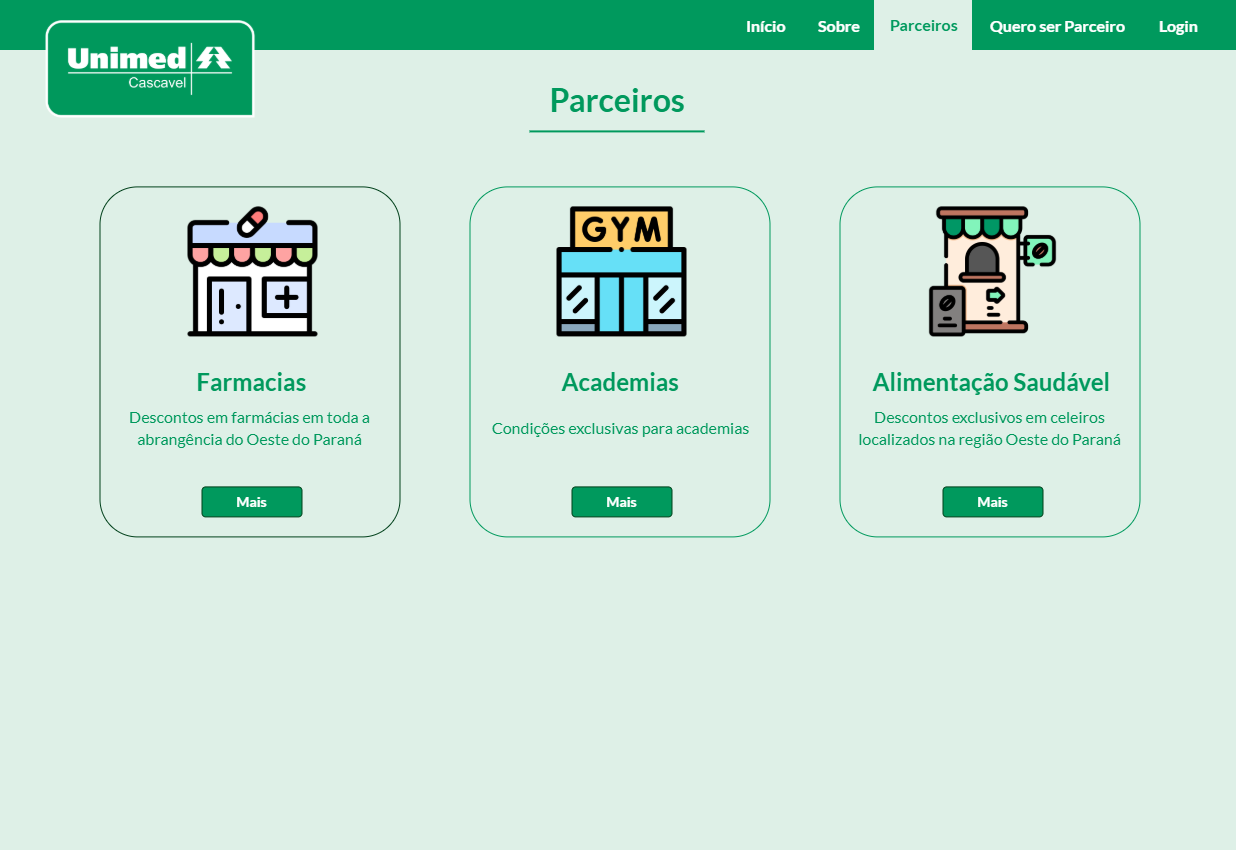 Início Sobre Parceiros Quero ser Parceiro Login
Unimed
Cascavel
Parceiros
GYM
Farmacias
Descontos em farmácias em toda a
abrangência do Oeste do Paraná
Mais
Academias
Condições exclusivas para academias
Mais
Alimentação Saudável
Descontos exclusivos em celeiros
localizados na região Oeste do Paraná
Mais